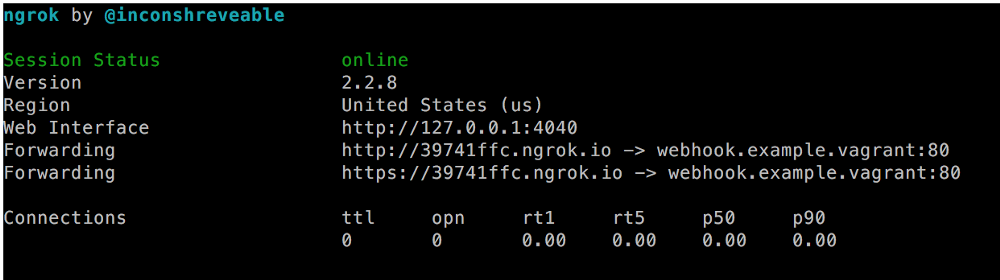 ngrok by @inconshreveable
Session Status online
Version 2.2.8
Region United States (us)
Web Interface http://127.0.0.1:4040
Forwarding http://39741ffc.ngrok.io -> webhook.example.vagrant:80
Forwarding https://39741ffc.ngrok.io -> webhook.example.vagrant:80
Connections ttl opn rt1 rt5 p50 p90
0 0 0.00 0.00 0.00 0.00